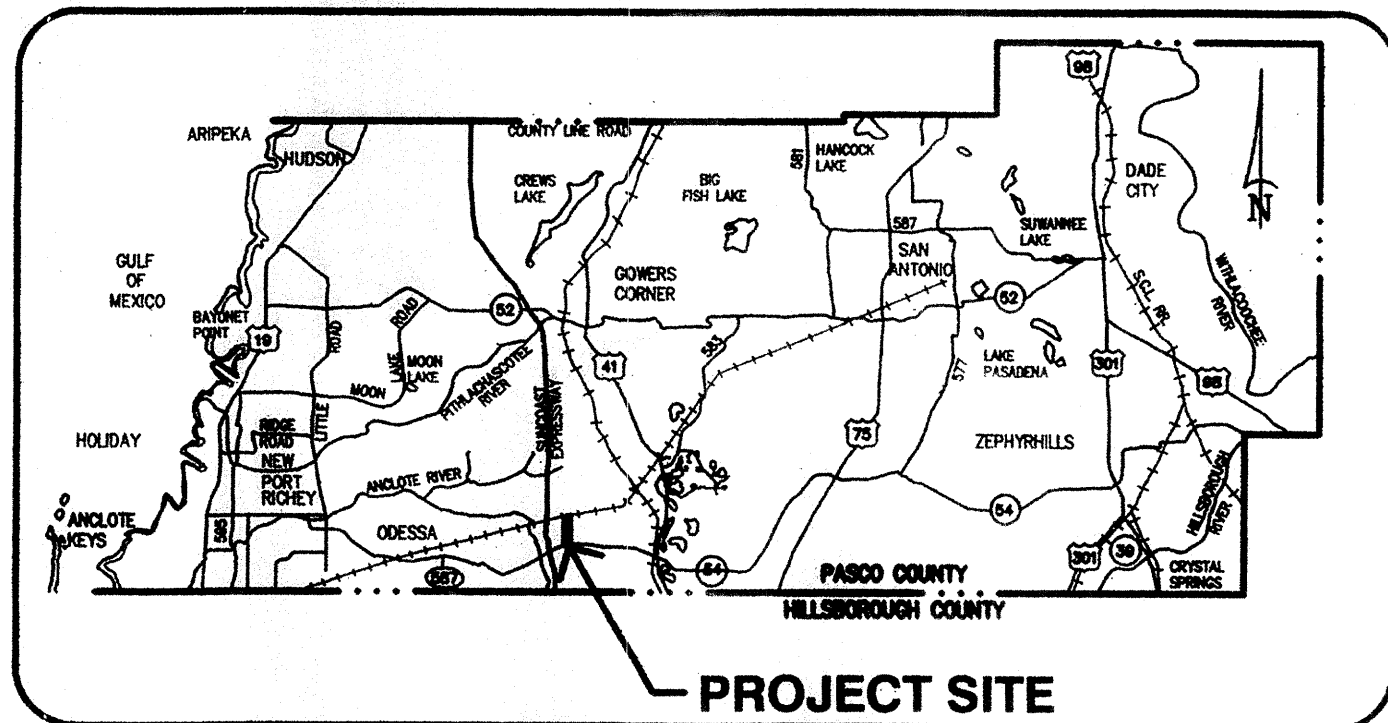 98
ARIPEKA
HUDSON
COUNTY LINE ROAD
581
HANCOCK
LAKE
DADE
CITY
N
CREWS
LAKE
BIG
FISH LAKE
587
SUWANNEE
LAKE
SAN
ANTONIO
GULF
OF
MEXICO
GOWERS
CORNER
WITHLACOOCHEE
RIVER
S.C.L. RR.
BAYONET
POINT
19
ROAD
LITTLE
52
52
LAKE ROAD
MOON
LAKE
MOON
PITHLACHASCOTEE
RIVER
SUNCOAST
EXPRESSWAY
41
583
577
LAKE
PASADENA
301
98
HOLIDAY
RIDGE
ROAD
NEW
PORT
RICHEY
75
ZEPHYRHILLS
ANCLOTE RIVER
HILLSBOROUGH
RIVER
ANCLOTE
KEYS
595
ODESSA
54
587
54
301
39
CRYSTAL
SPRINGS
PASCO COUNTY
HILLSBOROUGH COUNTY
PROJECT SITE